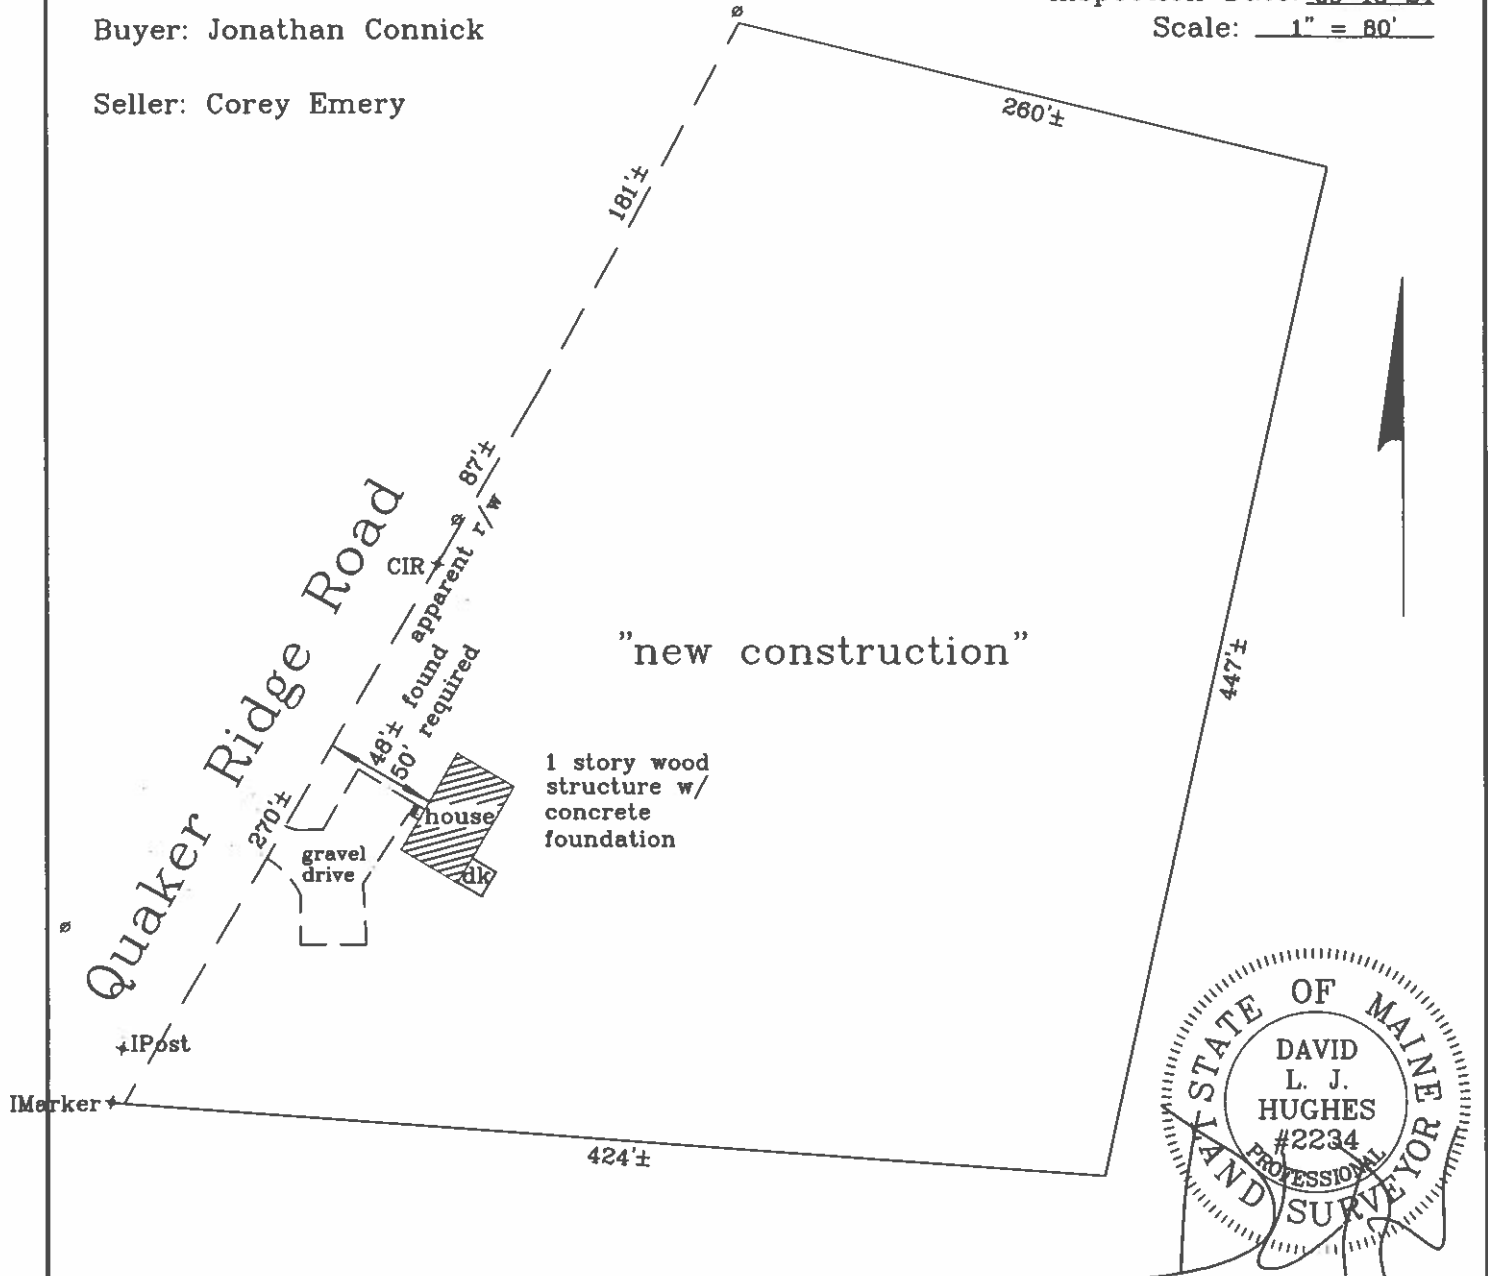 Buyer: Jonathan Connick
Scale: 1" = 80'
Seller: Corey Emery
260'±
181'±
87'±
Quaker Ridge Road
CIR
apparent r/w
48'± found
50' required
"new construction"
447'±
270'±
1 story wood
structure w/
concrete
foundation
house
gravel
drive
dk
IPost
IMarker
424'±
STATE OF MAINE
DAVID
L. J.
HUGHES
#2234
PROFESSIONAL
LAND SURVEYOR